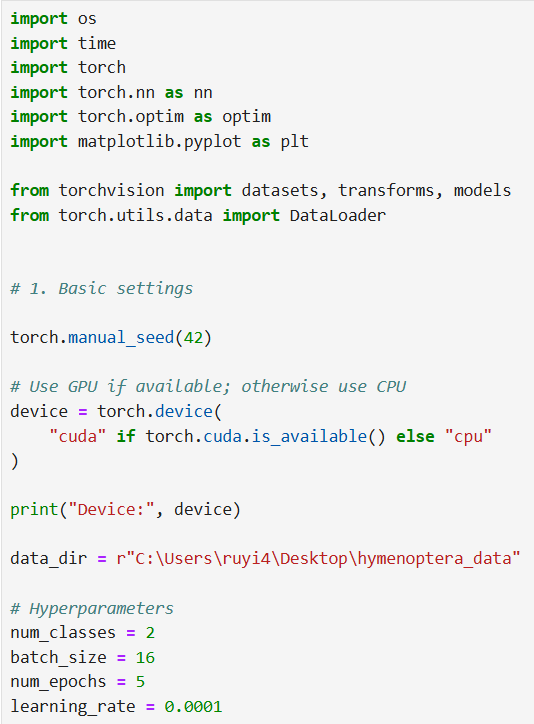 import os
import time
import torch
import torch.nn as nn
import torch.optim as optim
import matplotlib.pyplot as plt

from torchvision import datasets, transforms, models
from torch.utils.data import DataLoader


# 1. Basic settings

torch.manual_seed(42)

# Use GPU if available; otherwise use CPU
device = torch.device(
    "cuda" if torch.cuda.is_available() else "cpu"
)

print("Device:", device)

data_dir = r"C:\Users\ruyi4\Desktop\hymenoptera_data"

# Hyperparameters
num_classes = 2
batch_size = 16
num_epochs = 5
learning_rate = 0.0001